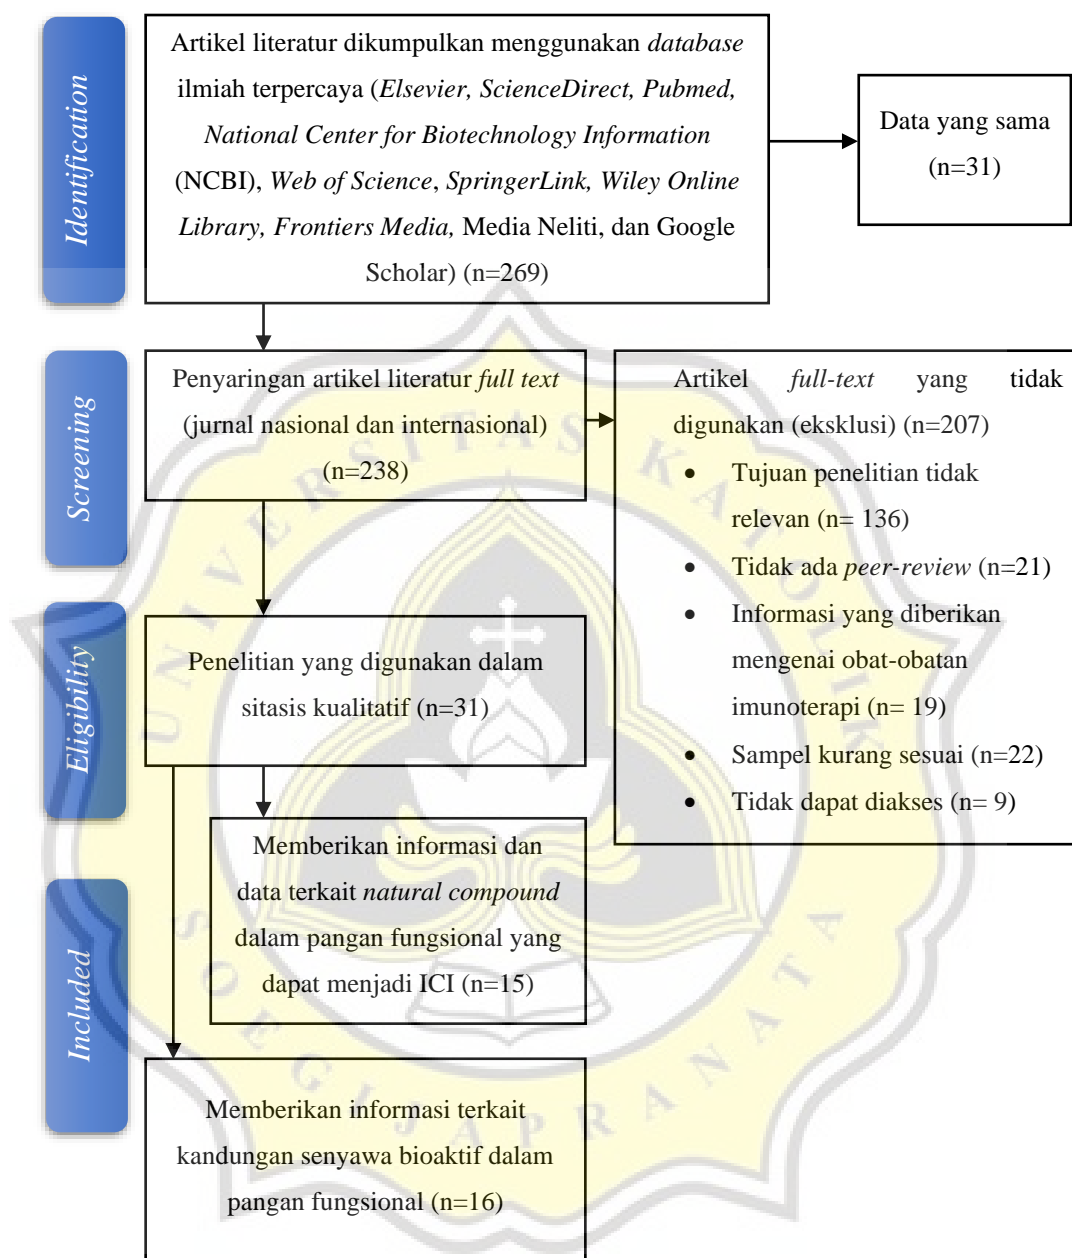 Identification
Artikel literatur dikumpulkan menggunakan database
ilmiah terpercaya (Elsevier, ScienceDirect, Pubmed,
National Center for Biotechnology Information
(NCBI), Web of Science, SpringerLink, Wiley Online
Library, Frontiers Media, Media Neliti, dan Google
Scholar) (n=269)
Data yang sama
(n=31)
Screening
Penyaringan artikel literatur full text
(jurnal nasional dan internasional)
(n=238)
Artikel full-text yang tidak
digunakan (eksklusi) (n=207)
• Tujuan penelitian tidak
relevan (n= 136)
• Tidak ada peer-review (n=21)
• Informasi yang diberikan
mengenai obat-obatan
imunoterapi (n= 19)
• Sampel kurang sesuai (n=22)
• Tidak dapat diakses (n= 9)
Eligibility
Penelitian yang digunakan dalam
sitasis kualitatif (n=31)
Included
Memberikan informasi dan
data terkait natural compound
dalam pangan fungsional yang
dapat menjadi ICI (n=15)
Memberikan informasi terkait
kandungan senyawa bioaktif dalam
pangan fungsional (n=16)
UNIVERSITAS KATOLIK
SOEGIJAPRANATA